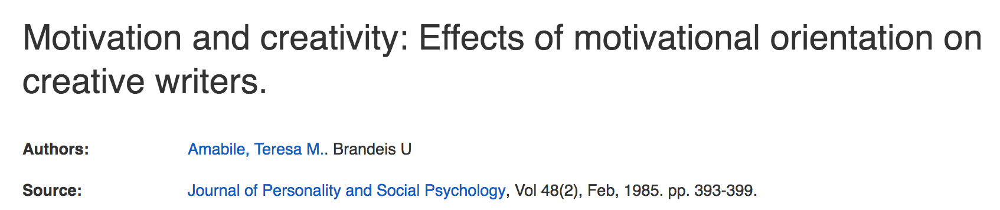 Motivation and creativity: Effects of motivational orientation on
creative writers.
Authors: Amabile, Teresa M.. Brandeis U
Source: Journal of Personality and Social Psychology, Vol 48(2), Feb, 1985. pp. 393-399.